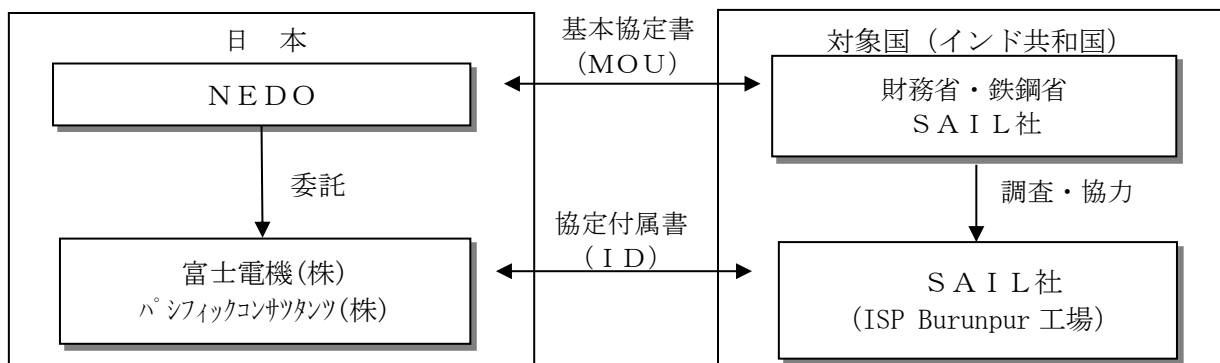 日 本
ＮＥＤＯ
委託
富士電機(株)
ﾊﾟｼﾌｨｯｸｺﾝｻﾂﾀﾝﾂ(株)
基本協定書
（ＭＯＵ）
協定付属書
（ＩＤ）
対象国（インド共和国）
財務省・鉄鋼省
ＳＡＩＬ社
調査・協力
ＳＡＩＬ社
(ISP Burunpur 工場）